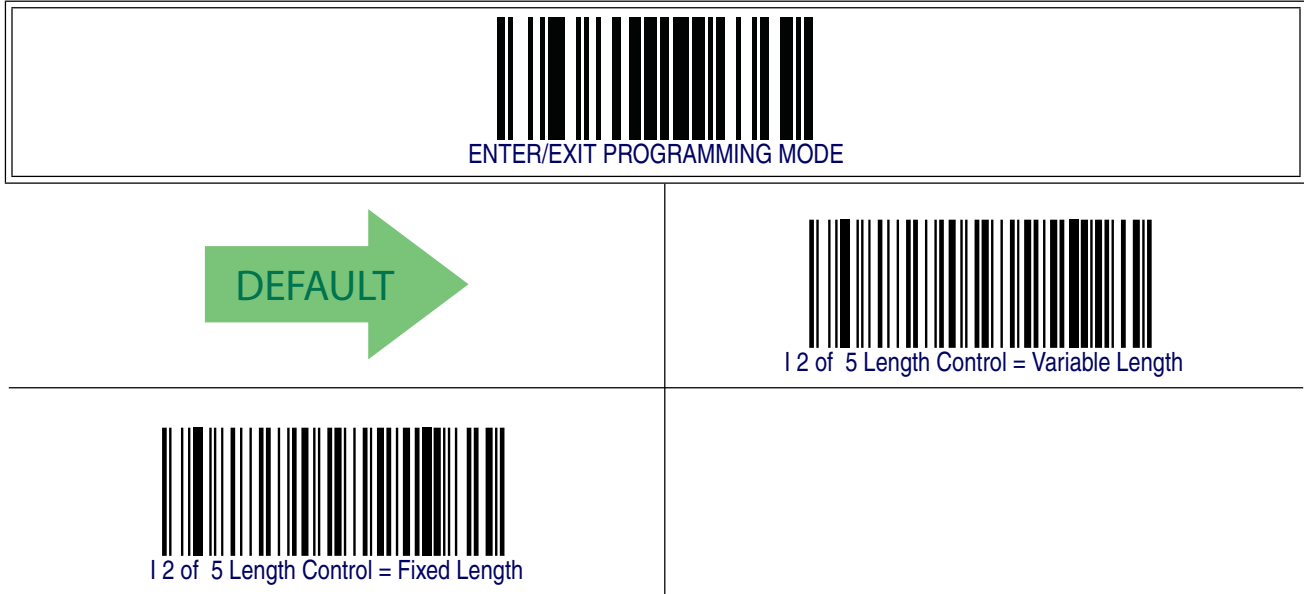 ENTER/EXIT PROGRAMMING MODE
DEFAULT
I 2 of  5 Length Control = Variable Length
I 2 of  5 Length Control = Fixed Length